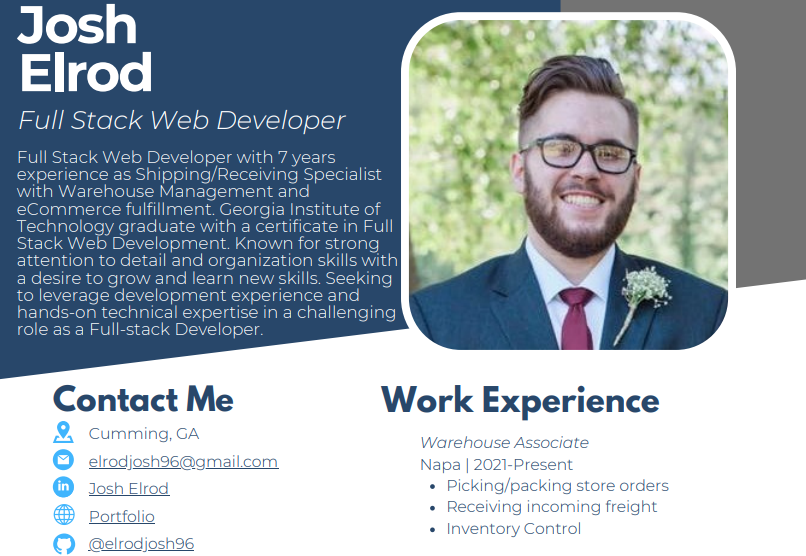 Josh
Elrod
Full Stack Web Developer
Full Stack Web Developer with 7 years
experience as Shipping/Receiving Specialist
with Warehouse Management and
eCommerce fulfillment. Georgia Institute of
Technology graduate with a certificate in Full
Stack Web Development. Known for strong
attention to detail and organization skills with
a desire to grow and learn new skills. Seeking
to leverage development experience and
hands-on technical expertise in a challenging
role as a Full-stack Developer.
Contact Me
Cumming, GA
elrodjosh96@gmail.com
in Josh Elrod
Portfolio
@elrodjosh96
Work Experience
Warehouse Associate
Napa | 2021-Present
• Picking/packing store orders
• Receiving incoming freight
• Inventory Control